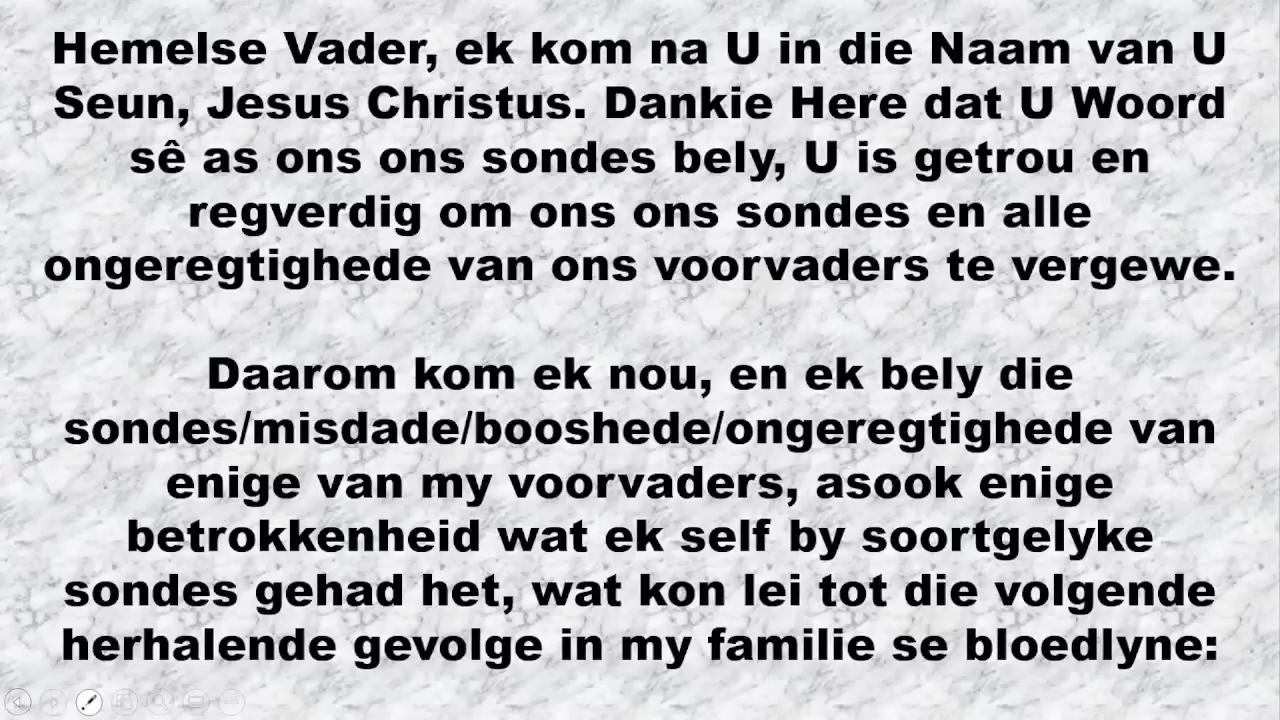 Hemelse Vader, ek kom na U in die Naam van U
Seun, Jesus Christus. Dankie Here dat U Woord
sê as ons ons sondes bely, U is getrou en
regverdig om ons ons sondes en alle
ongeregtighede van ons voorvaders te vergewe.
Daarom kom ek nou, en ek bely die
sondes/misdade/booshede/ongeregtighede van
enige van my voorvaders, asook enige
betrokkenheid wat ek self by soortgelyke
sondes gehad het, wat kon lei tot die volgende
herhalende gevolge in my familie se bloedlyne: